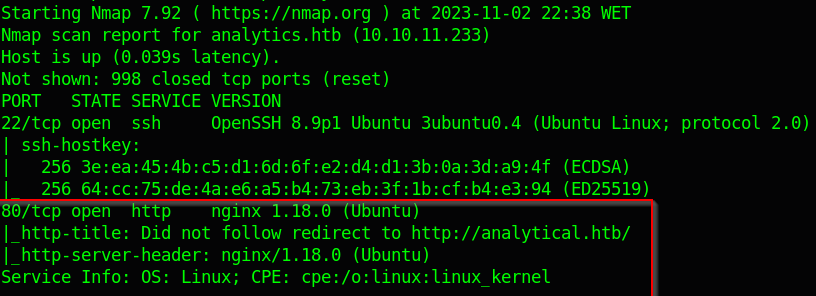 Starting Nmap 7.92 ( https://nmap.org ) at 2023-11-02 22:38 WET
Nmap scan report for analytics.htb (10.10.11.233)
Host is up (0.039s latency).
Not shown: 998 closed tcp ports (reset)
PORT   STATE SERVICE VERSION
22/tcp open  ssh     OpenSSH 8.9p1 Ubuntu 3ubuntu0.4 (Ubuntu Linux; protocol 2.0)
| ssh-hostkey:
|   256 3e:ea:45:4b:c5:d1:6d:6f:e2:d4:d1:3b:0a:3d:a9:4f (ECDSA)
|_  256 64:cc:75:de:4a:e6:a5:b4:73:eb:3f:1b:cf:b4:e3:94 (ED25519)
80/tcp open  http    nginx 1.18.0 (Ubuntu)
|_http-title: Did not follow redirect to http://analytical.htb/
|_http-server-header: nginx/1.18.0 (Ubuntu)
Service Info: OS: Linux; CPE: cpe:/o:linux:linux_kernel